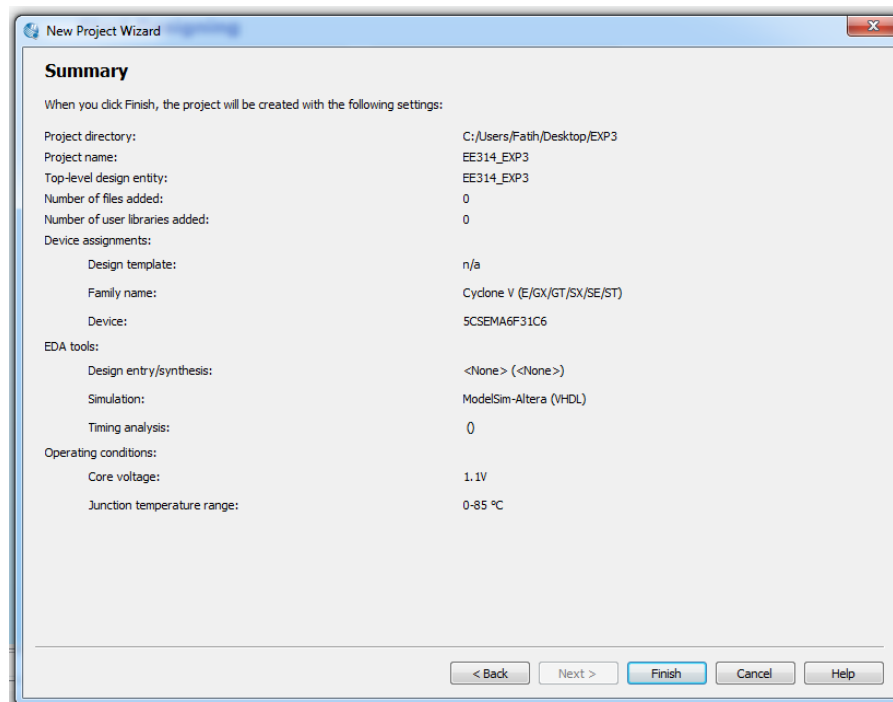 New Project Wizard
Summary
When you click Finish, the project will be created with the following settings:
Project directory: C:/Users/Fatih/Desktop/EXP3
Project name: EE314_EXP3
Top-level design entity: EE314_EXP3
Number of files added: 0
Number of user libraries added: 0
Device assignments:
Design template: n/a
Family name: Cyclone V (E/GX/GT/SX/SE/ST)
Device: 5CSEMA6F31C6
EDA tools:
Design entry/synthesis: <None> (<None>)
Simulation: ModelSim-Altera (VHDL)
Timing analysis: ()
Operating conditions:
Core voltage: 1.1V
Junction temperature range: 0-85 ºC
< Back Next > Finish Cancel Help